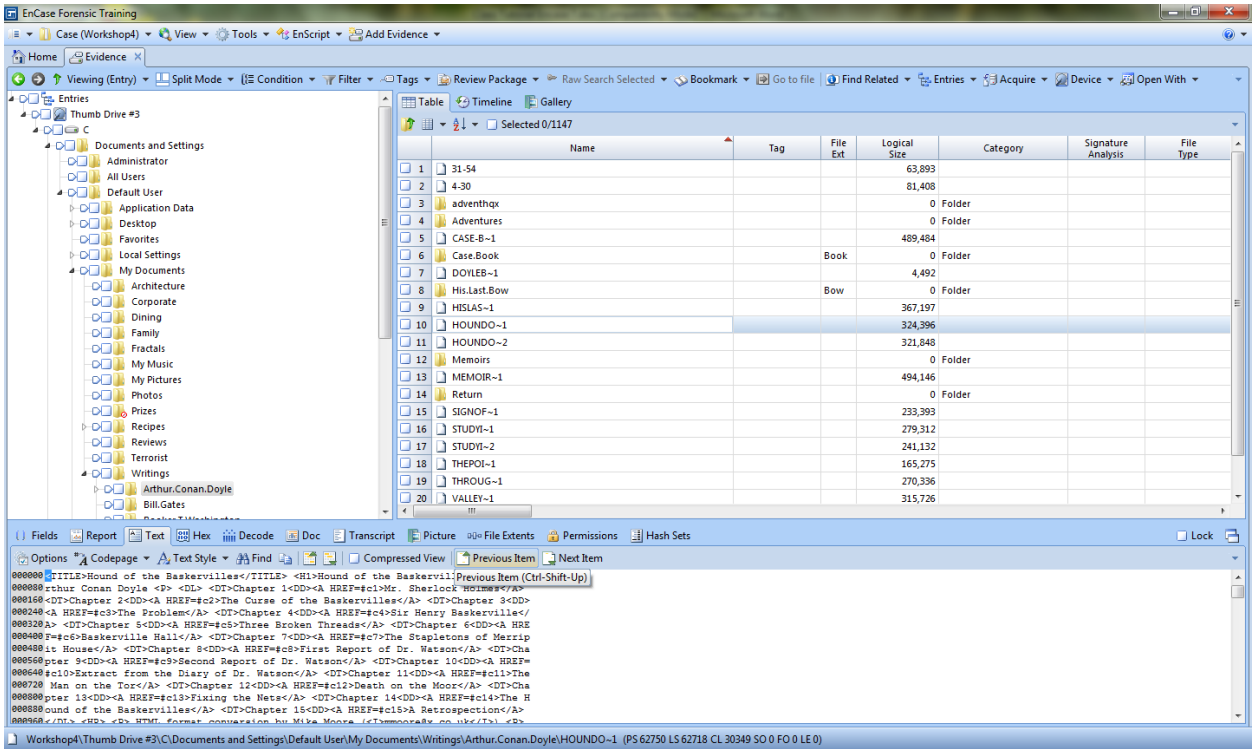 EnCase Forensic Training
Case (Workshop4) View Tools EnScript Add Evidence
Home Evidence
Viewing (Entry) Split Mode Condition Filter Tags Review Package Raw Search Selected Bookmark Go to file Find Related Entries Acquire Device Open With
Entries
Thumb Drive #3
C
Documents and Settings
Administrator
All Users
Default User
Application Data
Desktop
Favorites
Local Settings
My Documents
Architecture
Corporate
Dining
Family
Fractals
My Music
My Pictures
Photos
Prizes
Recipes
Reviews
Terrorist
Writings
Arthur.Conan.Doyle
Bill.Gates
Table Timeline Gallery
Selected 0/1147
Name Tag File Ext Logical Size Category Signature Analysis File Type
1 31-54 63,893
2 4-30 81,408
3 adventhqx 0 Folder
4 Adventures 0 Folder
5 CASE-B~1 489,484
6 Case.Book Book 0 Folder
7 DOYLEB~1 4,492
8 His.Last.Bow Bow 0 Folder
9 HISLAS~1 367,197
10 HOUNDO~1 324,396
11 HOUNDO~2 321,848
12 Memoirs 0 Folder
13 MEMOIR~1 494,146
14 Return 0 Folder
15 SIGNOF~1 233,393
16 STUDYI~1 279,312
17 STUDYI~2 241,132
18 THEPOI~1 165,275
19 THROUG~1 270,336
20 VALLEY~1 315,726
Fields Report Text Hex Decode Doc Transcript Picture File Extents Permissions Hash Sets Lock
Options Codepage Text Style Find Compressed View Previous Item Next Item
Previous Item (Ctrl-Shift-Up)
000000<TITLE>Hound of the Baskervilles</TITLE> <H1>Hound of the Baskervil
000080rthur Conan Doyle <P> <DL> <DT>Chapter 1<DD><A HREF=#c1>Mr. Sherlock Holmes</A>
000160<DT>Chapter 2<DD><A HREF=#c2>The Curse of the Baskervilles</A> <DT>Chapter 3<DD>
000240<A HREF=#c3>The Problem</A> <DT>Chapter 4<DD><A HREF=#c4>Sir Henry Baskerville</
000320A> <DT>Chapter 5<DD><A HREF=#c5>Three Broken Threads</A> <DT>Chapter 6<DD><A HRE
000400F=#c6>Baskerville Hall</A> <DT>Chapter 7<DD><A HREF=#c7>The Stapletons of Merrip
000480it House</A> <DT>Chapter 8<DD><A HREF=#c8>First Report of Dr. Watson</A> <DT>Cha
000560pter 9<DD><A HREF=#c9>Second Report of Dr. Watson</A> <DT>Chapter 10<DD><A HREF=
000640#c10>Extract from the Diary of Dr. Watson</A> <DT>Chapter 11<DD><A HREF=#c11>The
000720 Man on the Tor</A> <DT>Chapter 12<DD><A HREF=#c12>Death on the Moor</A> <DT>Cha
000800pter 13<DD><A HREF=#c13>Fixing the Nets</A> <DT>Chapter 14<DD><A HREF=#c14>The H
000880ound of the Baskervilles</A> <DT>Chapter 15<DD><A HREF=#c15>A Retrospection</A>
000960</DL> <HR> <P> HTML format conversion by Mike Moore
Workshop4\Thumb Drive #3\C\Documents and Settings\Default User\My Documents\Writings\Arthur.Conan.Doyle\HOUNDO~1 (PS 62750 LS 62718 CL 30349 SO 0 FO 0 LE 0)